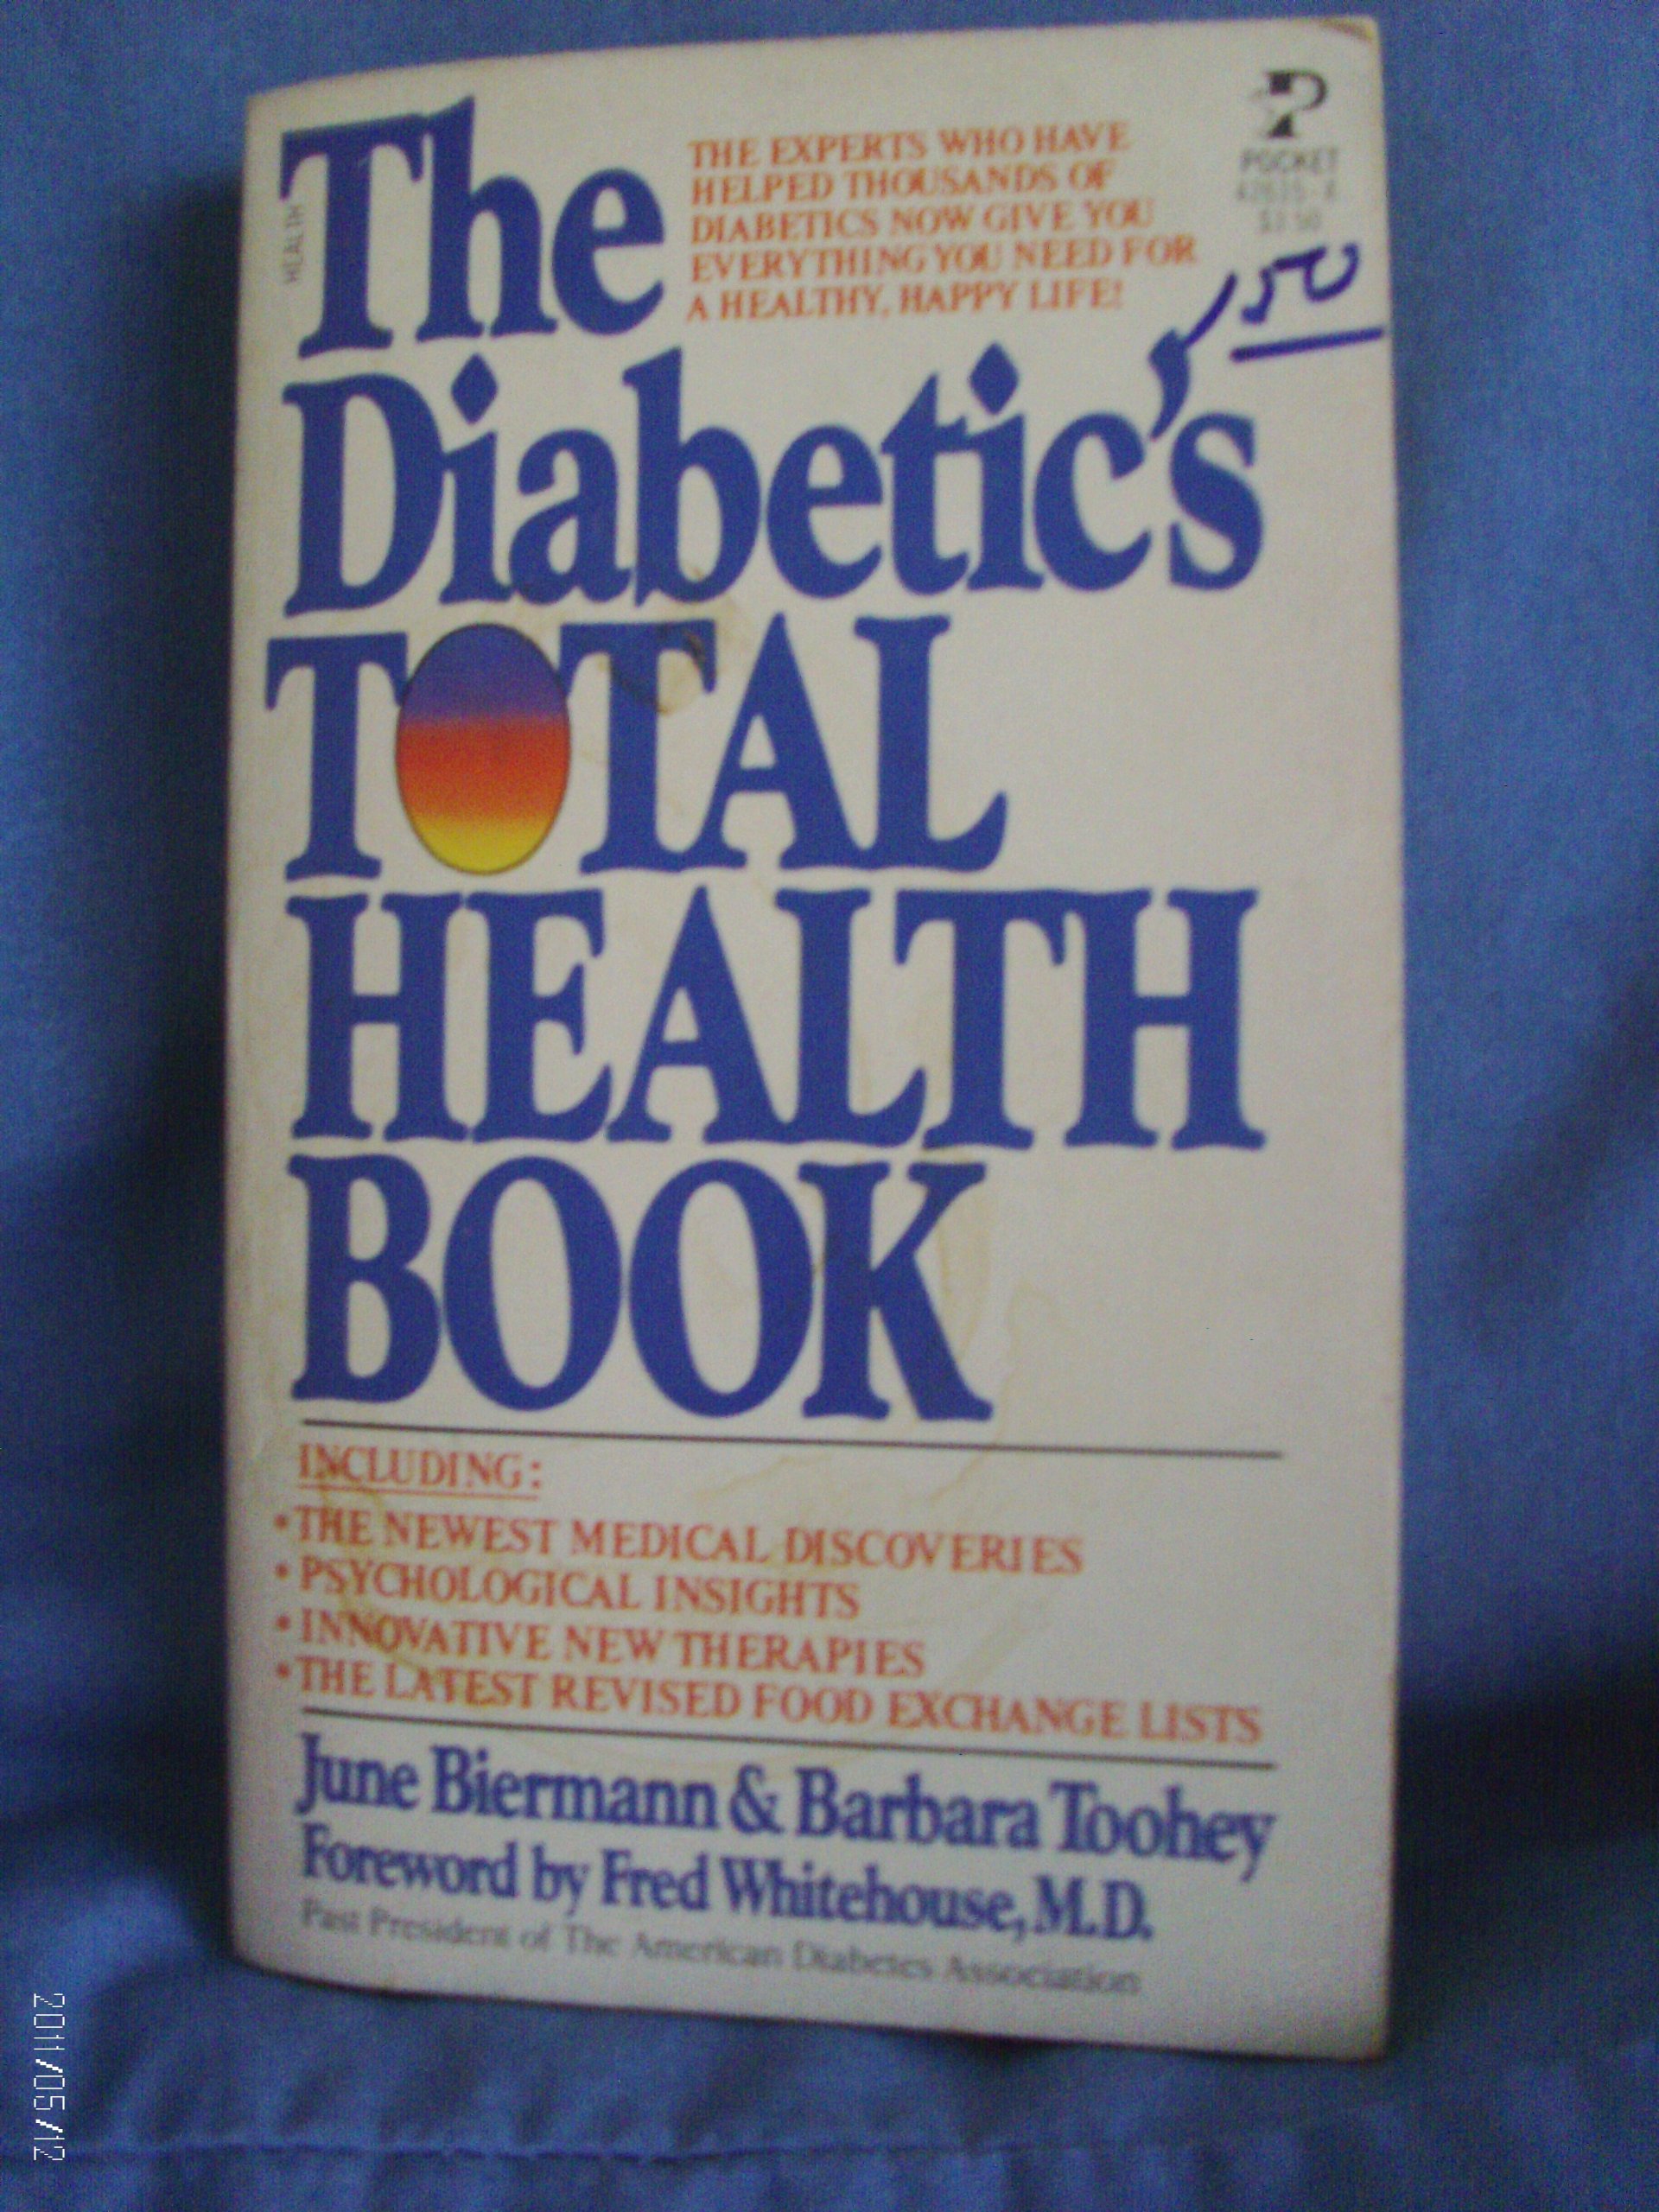 HEALTH
The
THE EXPERTS WHO HAVE
HELPED THOUSANDS OF
DIABETICS NOW GIVE YOU
EVERYTHING YOU NEED FOR
A HEALTHY, HAPPY LIFE!
POCKET
50
Diabetic's
TOTAL
HEALTH
BOOK
INCLUDING:
• THE NEWEST MEDICAL DISCOVERIES
• PSYCHOLOGICAL INSIGHTS
• INNOVATIVE NEW THERAPIES
• THE LATEST REVISED FOOD EXCHANGE LISTS
June Biermann & Barbara Toohey
Foreword by Fred Whitehouse, M.D.
Past President of The American Diabetes Association
2011/05/12